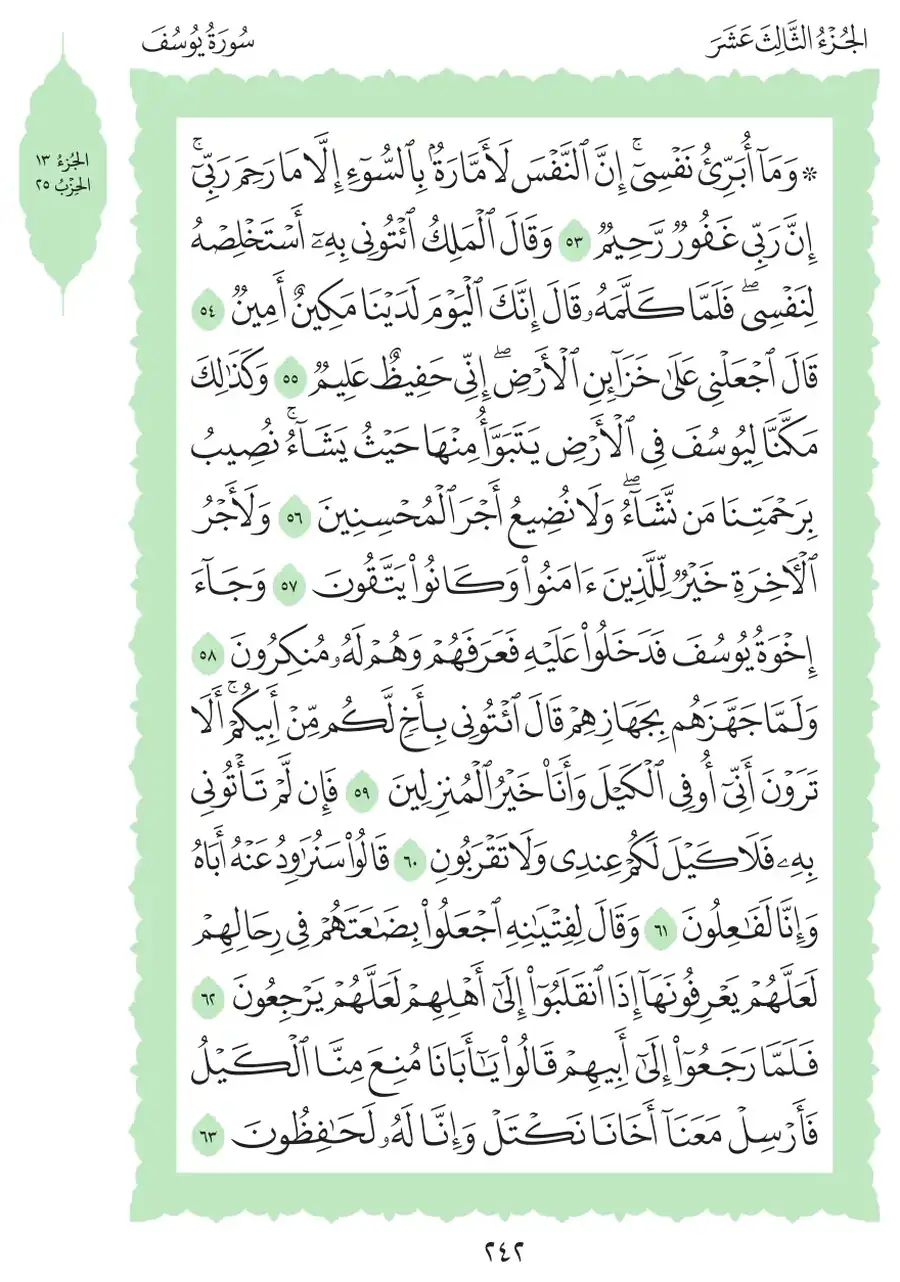 الجُزْءُ الثَّالِثَ عَشَرَ
سُورَةُ يُوسُفَ
الجُزءُ ١٣
الحِزْبُ ٢٥
* وَمَآ أُبَرِّئُ نَفْسِىٓۚ إِنَّ ٱلنَّفْسَ لَأَمَّارَةُۢ بِٱلسُّوٓءِ إِلَّا مَا رَحِمَ رَبِّىٓۚ
إِنَّ رَبِّى غَفُورٌ رَّحِيمٌ ٥٣ وَقَالَ ٱلْمَلِكُ ٱئْتُونِى بِهِۦٓ أَسْتَخْلِصْهُ
لِنَفْسِىۖ فَلَمَّا كَلَّمَهُۥ قَالَ إِنَّكَ ٱلْيَوْمَ لَدَيْنَا مَكِينٌ أَمِينٌ ٥٤
قَالَ ٱجْعَلْنِى عَلَىٰ خَزَآئِنِ ٱلْأَرْضِۖ إِنِّى حَفِيظٌ عَلِيمٌ ٥٥ وَكَذَٰلِكَ
مَكَّنَّا لِيُوسُفَ فِى ٱلْأَرْضِ يَتَبَوَّأُ مِنْهَا حَيْثُ يَشَآءُۚ نُصِيبُ
بِرَحْمَتِنَا مَن نَّشَآءُۖ وَلَا نُضِيعُ أَجْرَ ٱلْمُحْسِنِينَ ٥٦ وَلَأَجْرُ
ٱلْأَخِرَةِ خَيْرٌ لِّلَّذِينَ ءَامَنُوا۟ وَكَانُوا۟ يَتَّقُونَ ٥٧ وَجَآءَ
إِخْوَةُ يُوسُفَ فَدَخَلُوا۟ عَلَيْهِ فَعَرَفَهُمْ وَهُمْ لَهُۥ مُنكِرُونَ ٥٨
وَلَمَّا جَهَّزَهُم بِجَهَازِهِمْ قَالَ ٱئْتُونِى بِأَخٍ لَّكُم مِّنْ أَبِيكُمْۚ أَلَا
تَرَوْنَ أَنِّىٓ أُوفِى ٱلْكَيْلَ وَأَنَا۠ خَيْرُ ٱلْمُنزِلِينَ ٥٩ فَإِن لَّمْ تَأْتُونِى
بِهِۦ فَلَا كَيْلَ لَكُمْ عِندِى وَلَا تَقْرَبُونِ ٦٠ قَالُوا۟ سَنُرَٰوِدُ عَنْهُ أَبَاهُ
وَإِنَّا لَفَٰعِلُونَ ٦١ وَقَالَ لِفِتْيَٰنِهِ ٱجْعَلُوا۟ بِضَٰعَتَهُمْ فِى رِحَالِهِمْ
لَعَلَّهُمْ يَعْرِفُونَهَآ إِذَا ٱنقَلَبُوٓا۟ إِلَىٰٓ أَهْلِهِمْ لَعَلَّهُمْ يَرْجِعُونَ ٦٢
فَلَمَّا رَجَعُوٓا۟ إِلَىٰٓ أَبِيهِمْ قَالُوا۟ يَٰٓأَبَانَا مُنِعَ مِنَّا ٱلْكَيْلُ
فَأَرْسِلْ مَعَنَآ أَخَانَا نَكْتَلْ وَإِنَّا لَهُۥ لَحَٰفِظُونَ ٦٣
٢٤٢